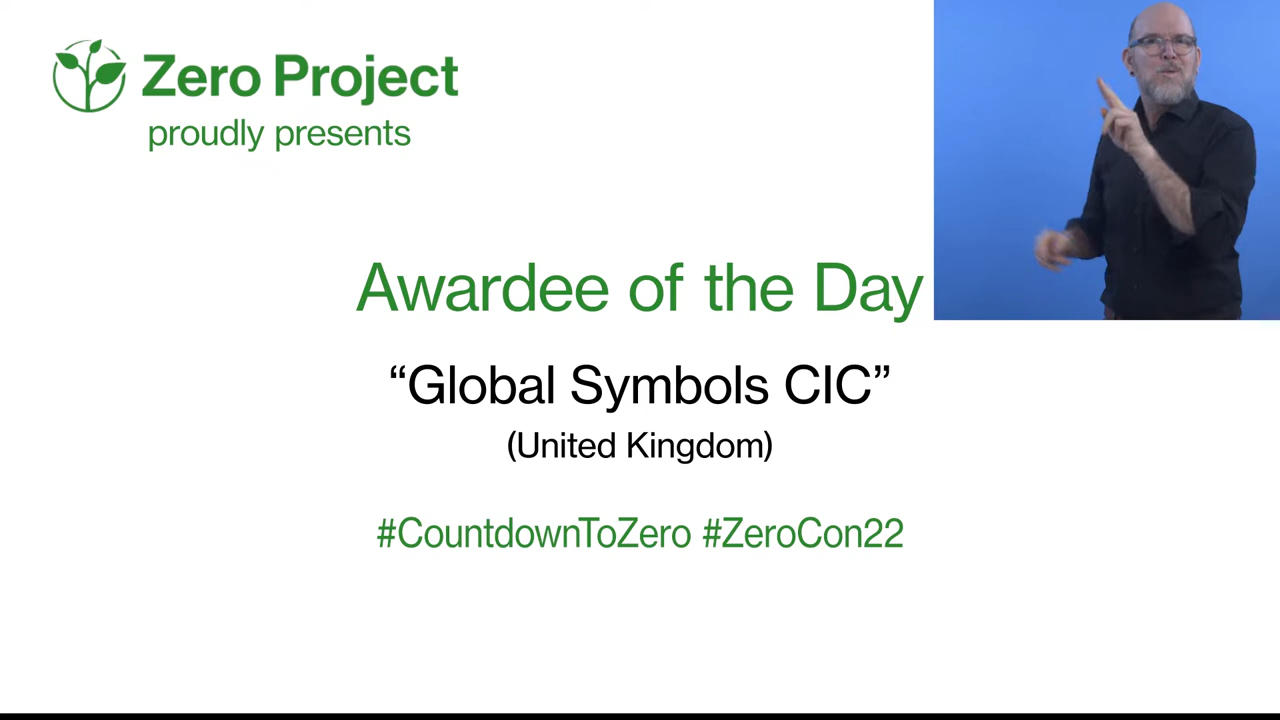 Zero Project
proudly presents
Awardee of the Day
“Global Symbols CIC”
(United Kingdom)
#CountdownToZero #ZeroCon22